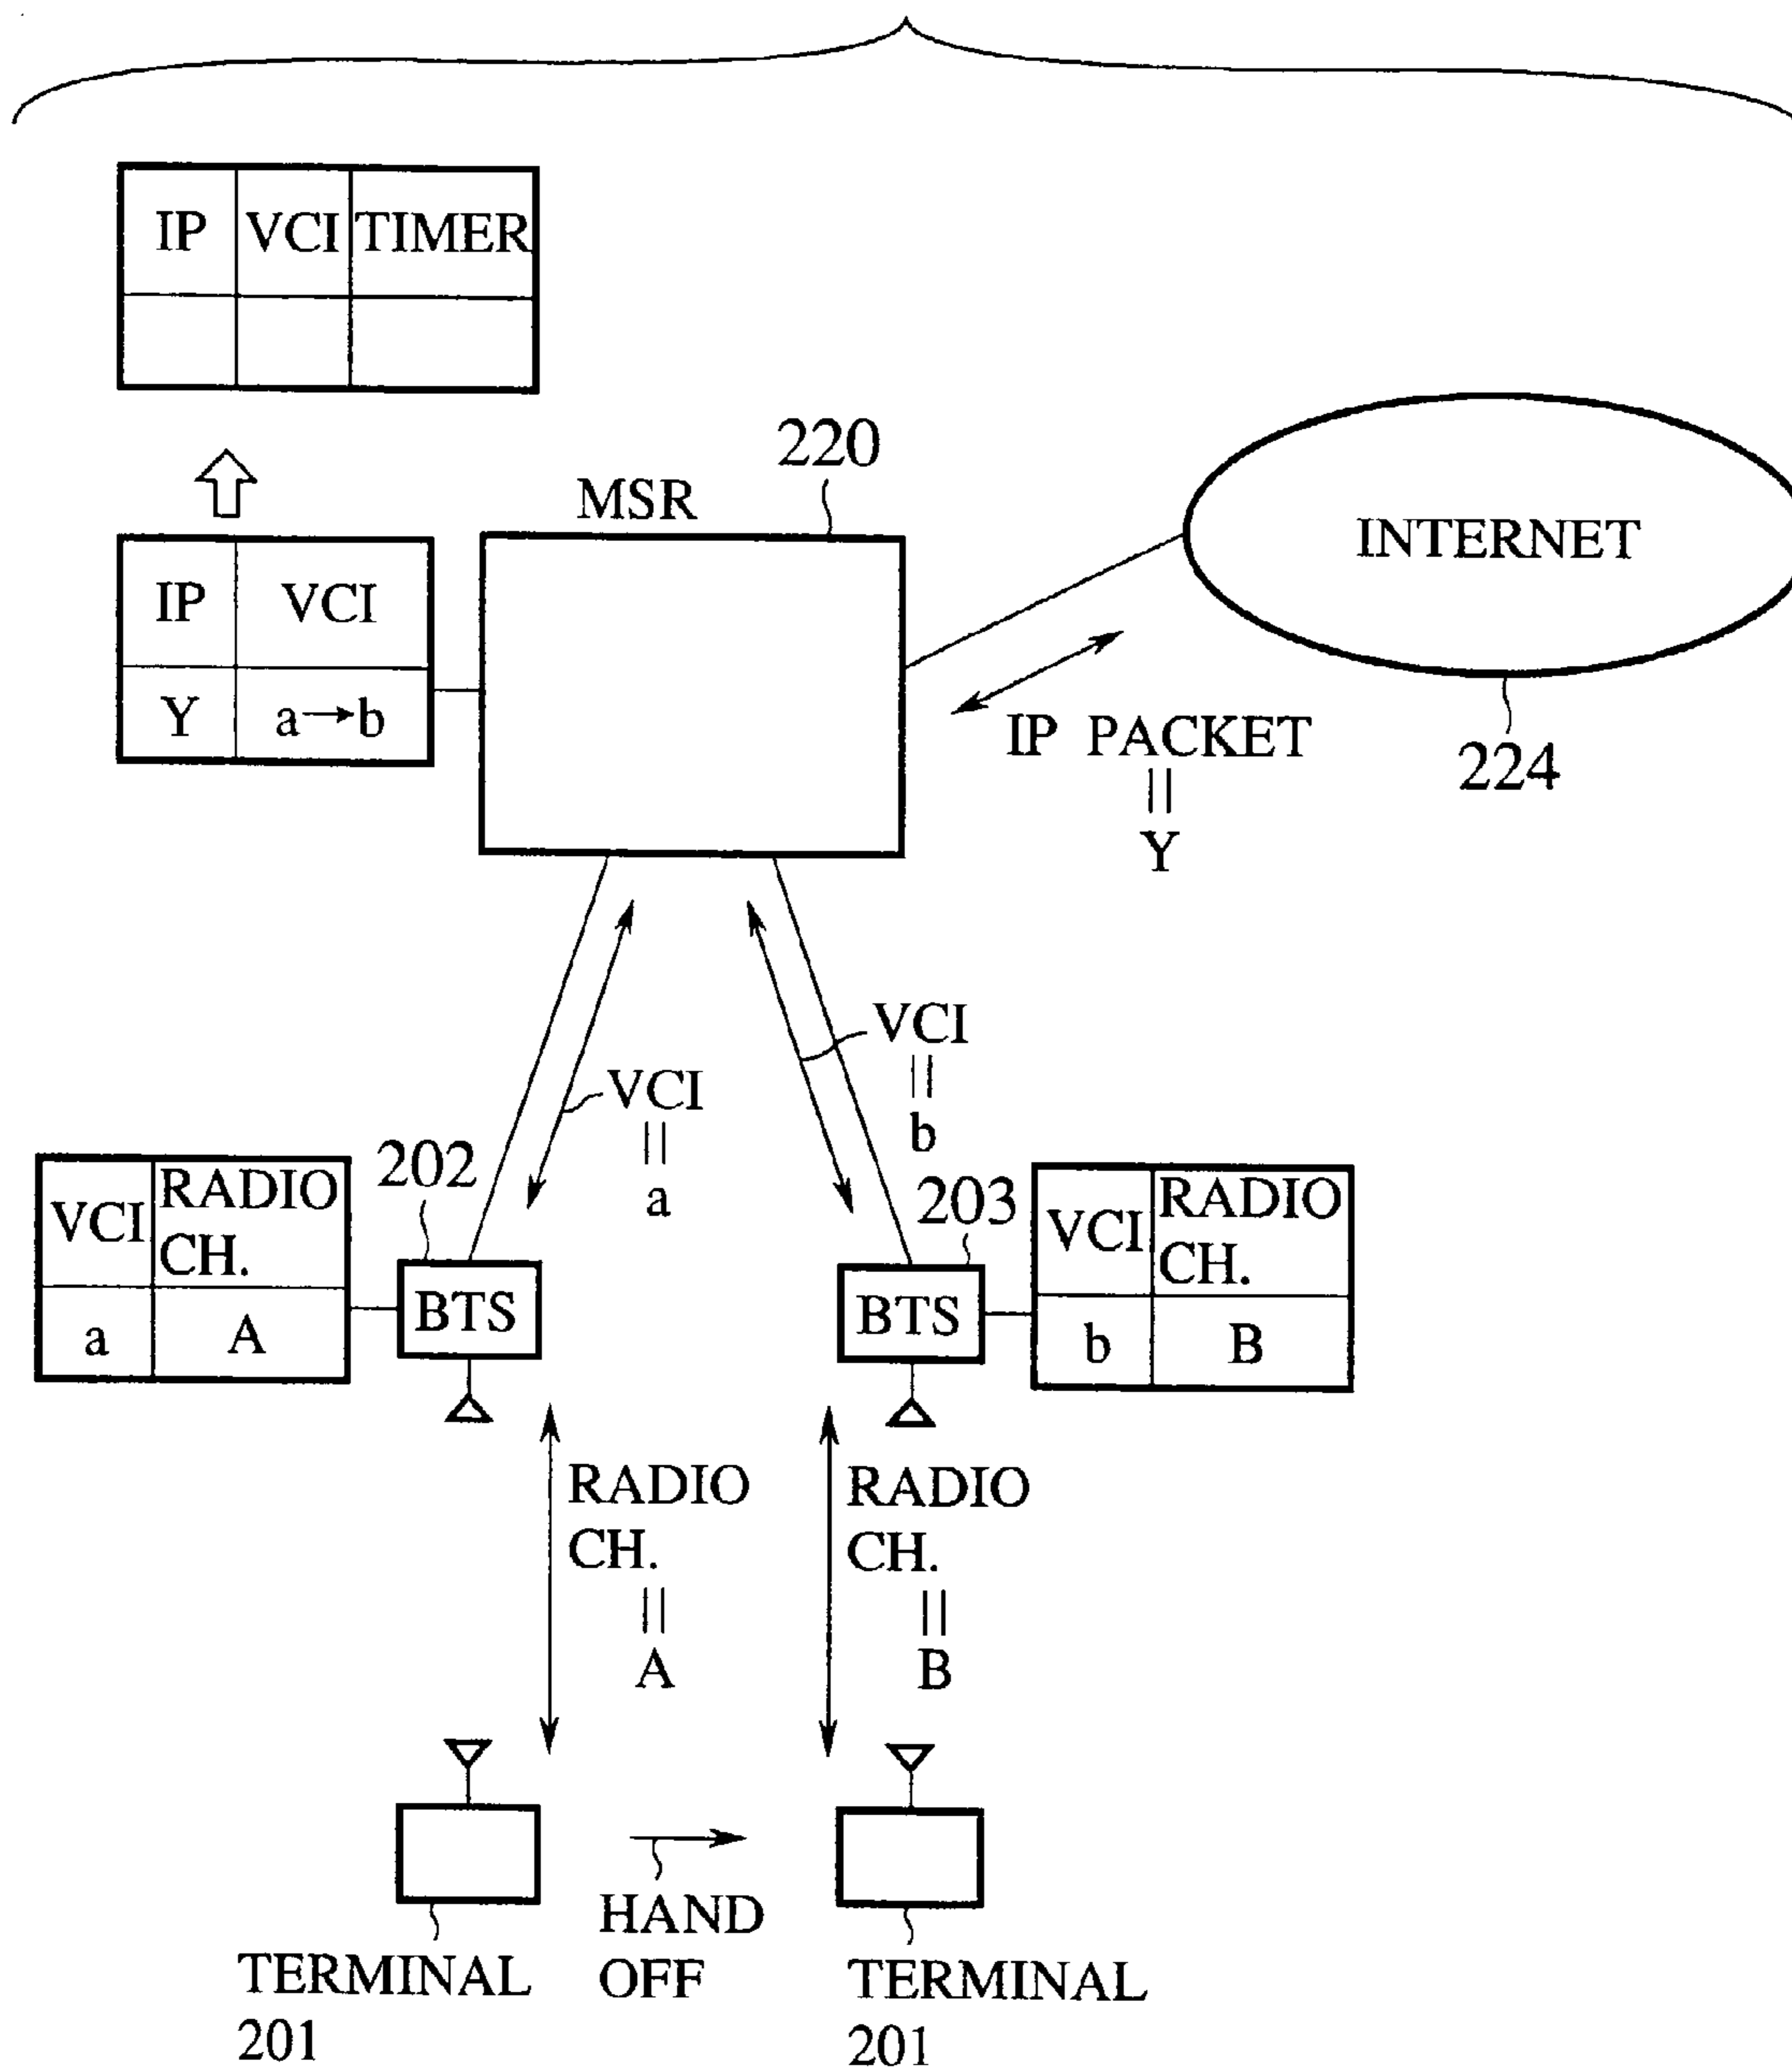 IP VCI TIMER
220
MSR
INTERNET
IP VCI
Y a→b
IP PACKET
||
Y
224
VCI
||
a
VCI
||
b
202
203
VCI RADIO CH.
a A
BTS
BTS
VCI RADIO CH.
b B
RADIO
CH.
||
A
RADIO
CH.
||
B
HAND
OFF
TERMINAL
201
TERMINAL
201